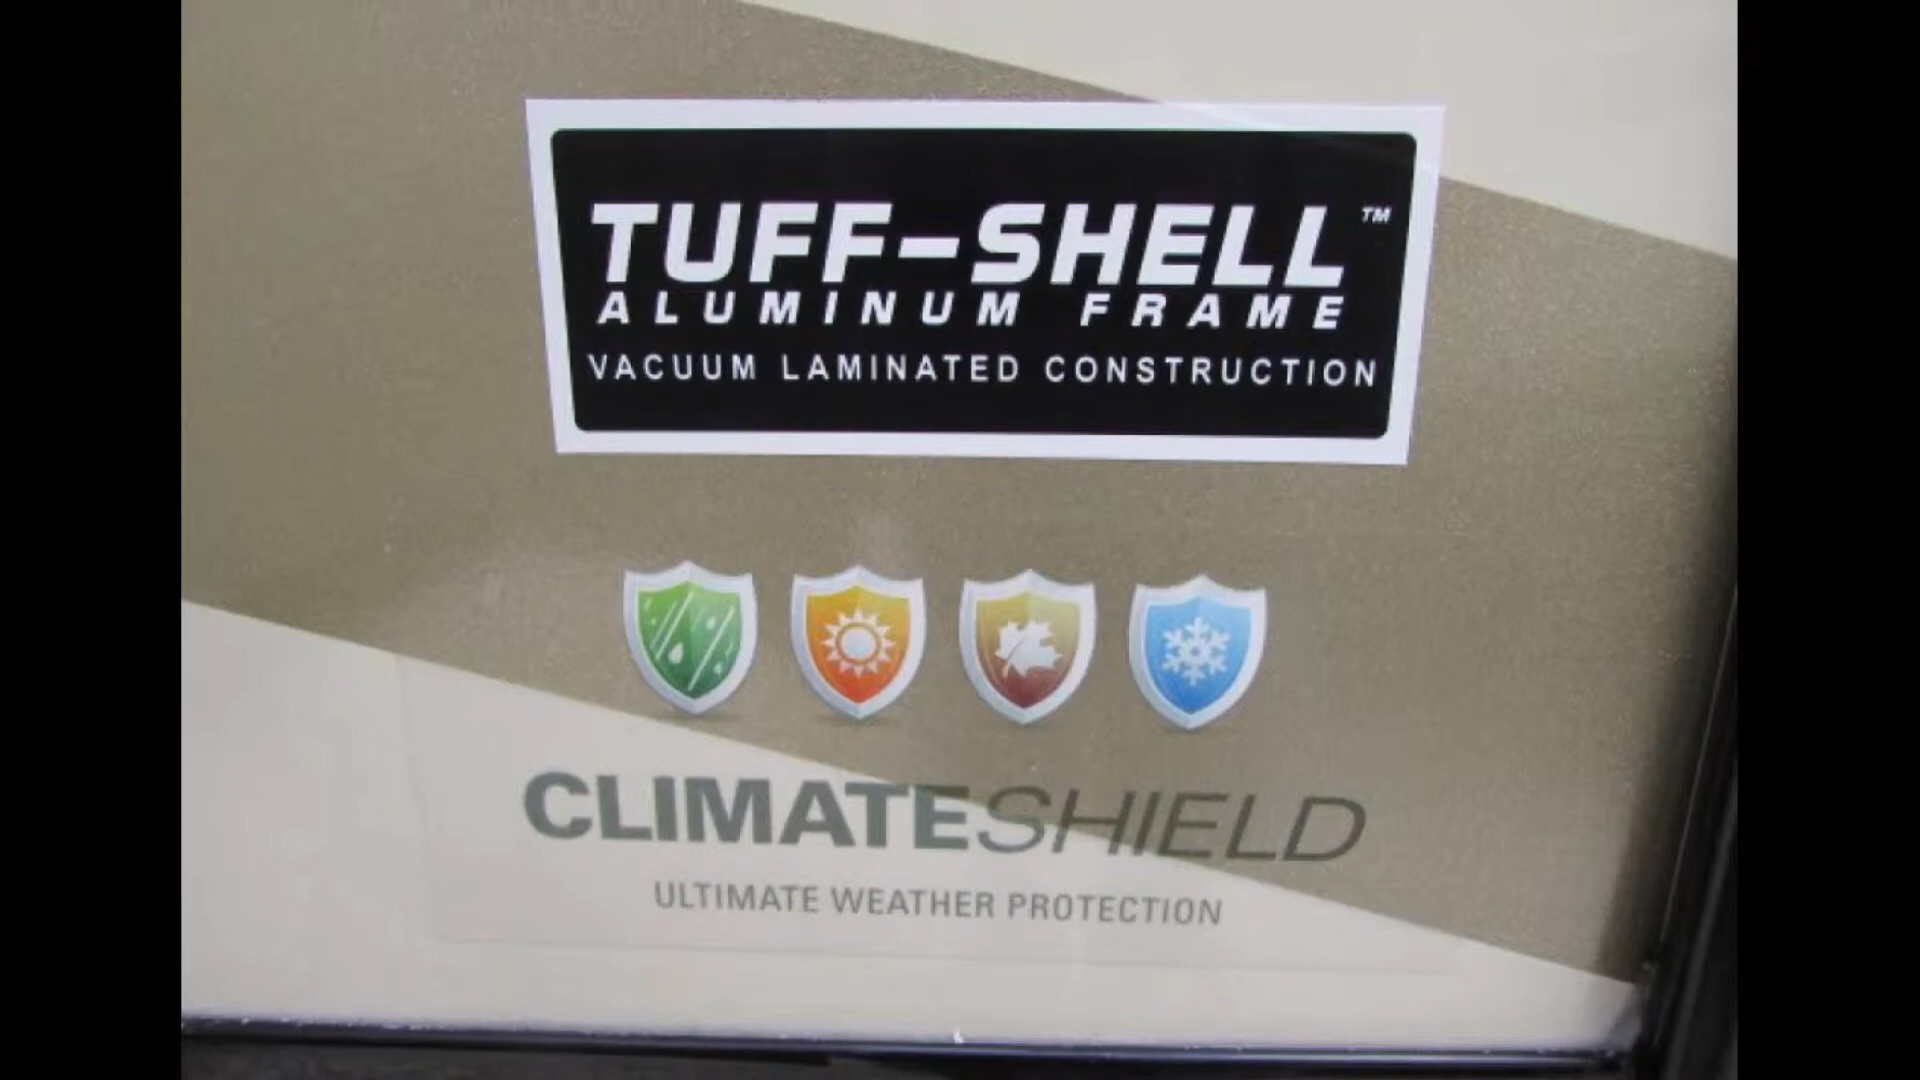 TUFF-SHELL™
ALUMINUM FRAME
VACUUM LAMINATED CONSTRUCTION
CLIMATESHIELD
ULTIMATE WEATHER PROTECTION